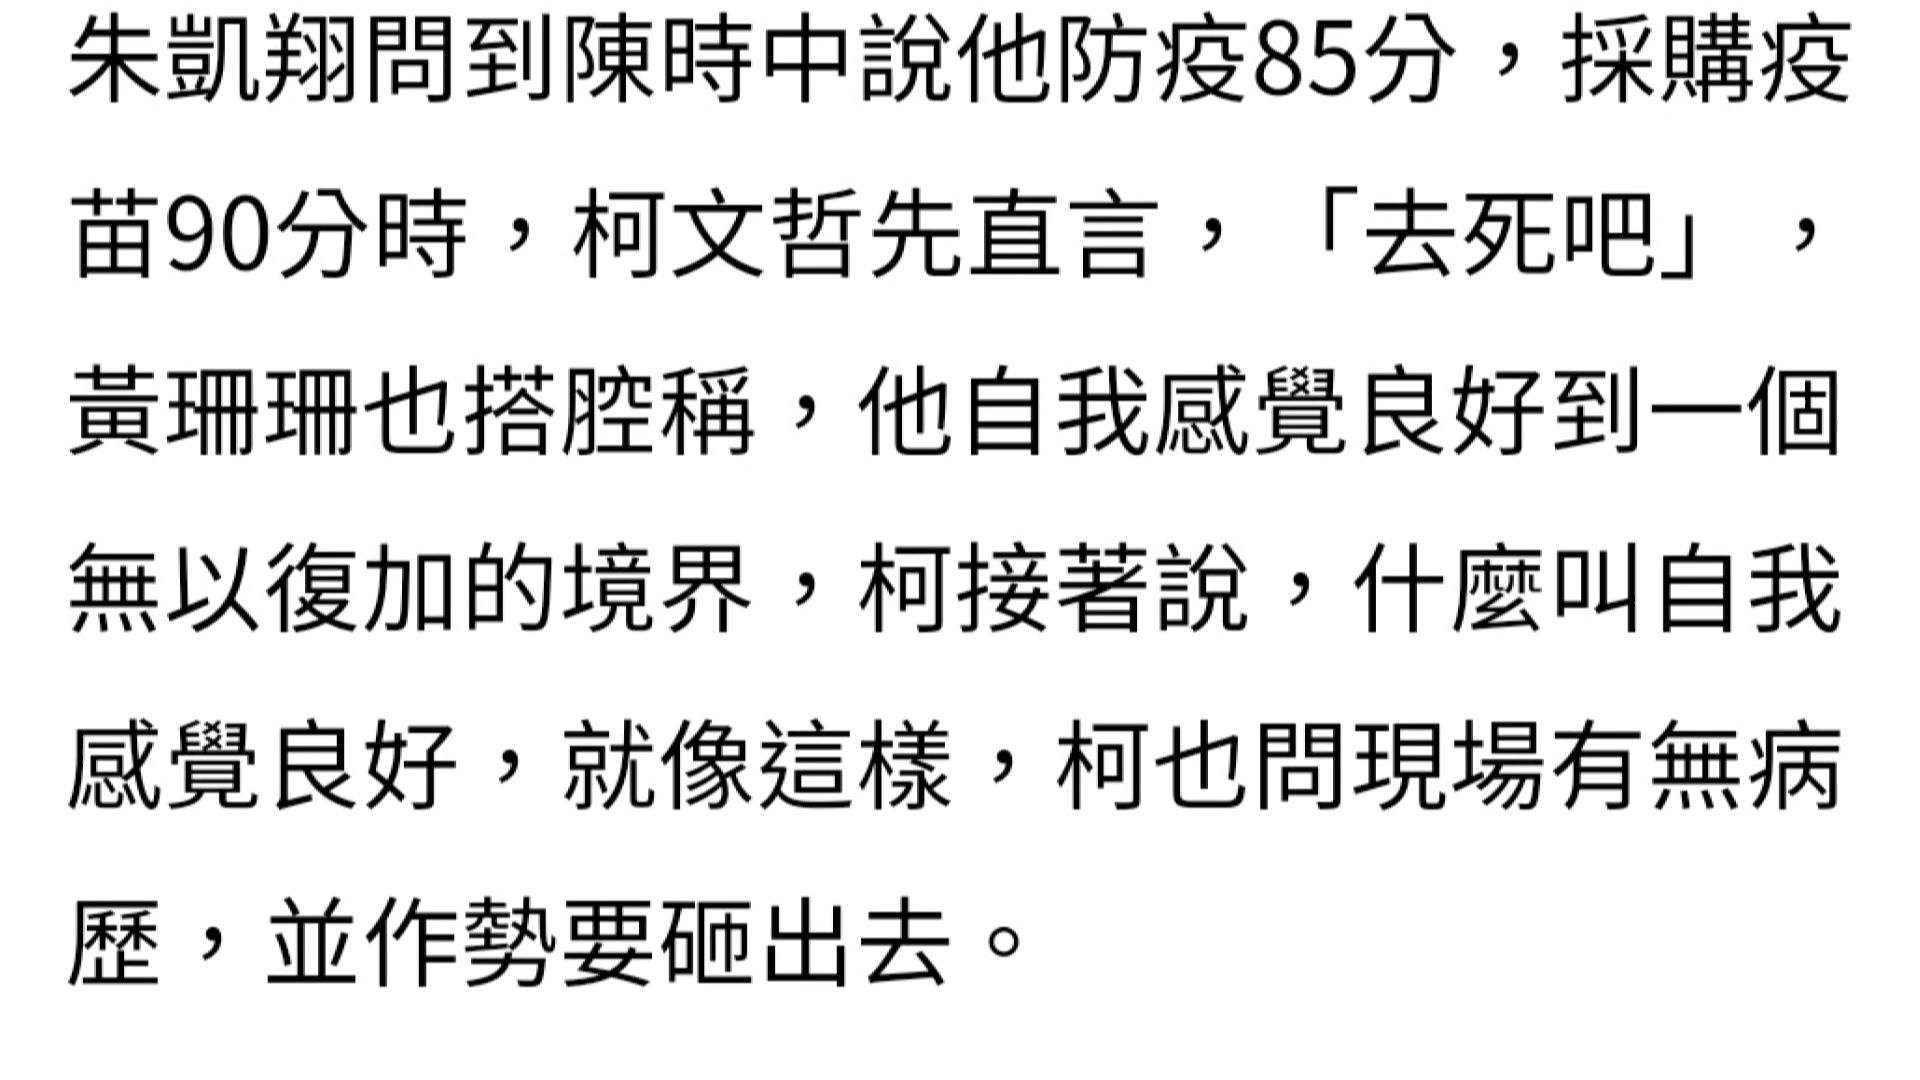 朱凱翔問到陳時中說他防疫85分，採購疫
苗90分時，柯文哲先直言，「去死吧」，
黃珊珊也搭腔稱，他自我感覺良好到一個
無以復加的境界，柯接著說，什麼叫自我
感覺良好，就像這樣，柯也問現場有無病
歷，並作勢要砸出去。